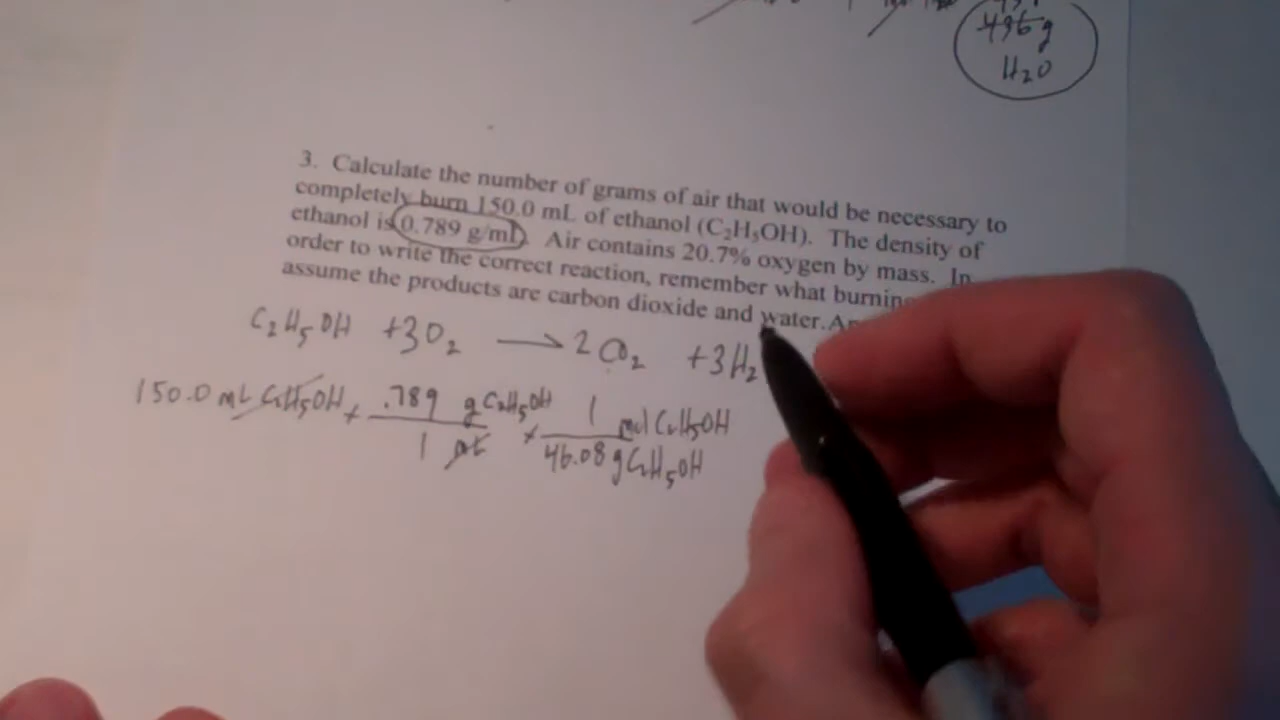 496 g
H₂O
3. Calculate the number of grams of air that would be necessary to
completely burn 150.0 mL of ethanol (C₂H₅OH). The density of
ethanol is 0.789 g/ml. Air contains 20.7% oxygen by mass. In
order to write the correct reaction, remember what burning
assume the products are carbon dioxide and water.
C₂H₅OH + 3O₂ → 2CO₂ + 3H₂
150.0 mL C₂H₅OH × .789 g C₂H₅OH × 1 mol C₂H₅OH
1 mL 46.08 g C₂H₅OH